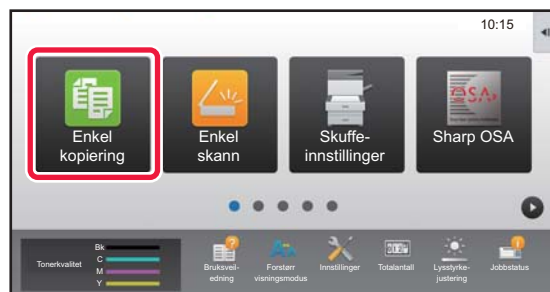 10:15
Enkel
kopiering
Enkel
skann
Skuffe-
innstillinger
Sharp OSA
Tonerkvalitet
Bk
C
M
Y
Bruksveil-
edning
Forstørr
visningsmodus
Innstillinger
Totalantall
Lysstyrke-
justering
Jobbstatus